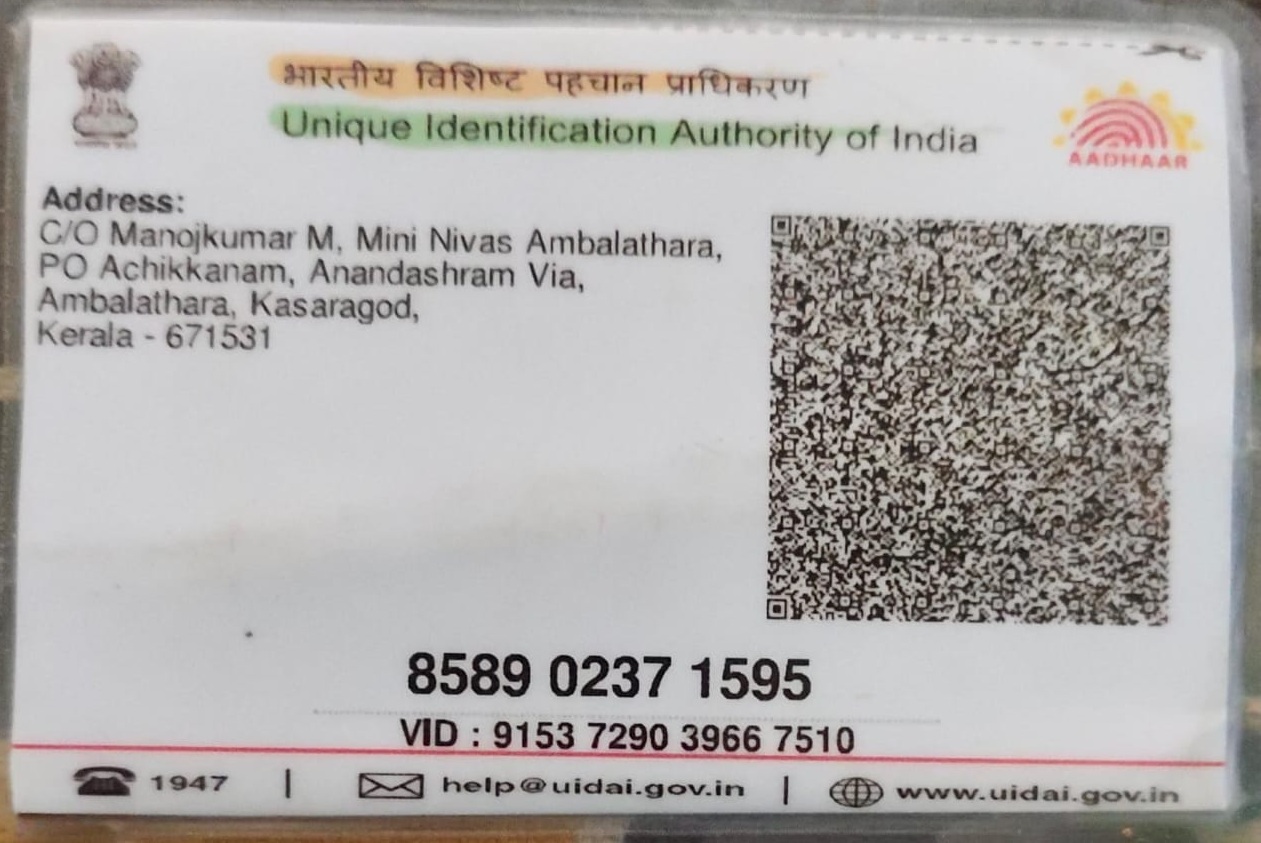 भारतीय विशिष्ट पहचान प्राधिकरण
Unique Identification Authority of India
AADHAAR
Address:
C/O Manojkumar M, Mini Nivas Ambalathara,
PO Achikkanam, Anandashram Via,
Ambalathara, Kasaragod,
Kerala - 671531
8589 0237 1595
VID : 9153 7290 3966 7510
1947 | help@uidai.gov.in | www.uidai.gov.in